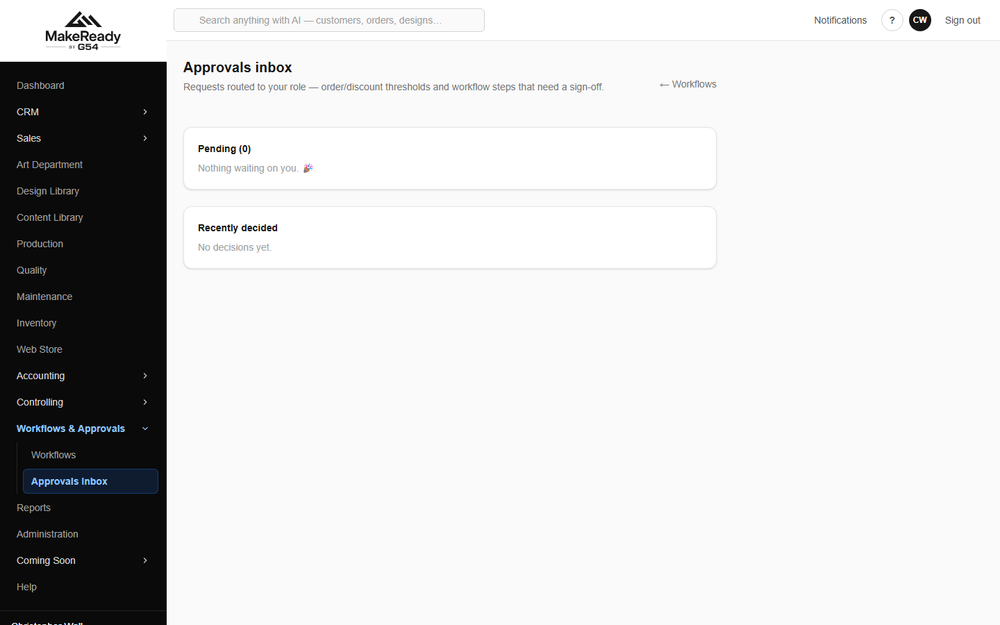 MakeReady
BY G54
Search anything with AI — customers, orders, designs...
Notifications
?
CW
Sign out
Dashboard
CRM
Sales
Art Department
Design Library
Content Library
Production
Quality
Maintenance
Inventory
Web Store
Accounting
Controlling
Workflows & Approvals
Workflows
Approvals Inbox
Reports
Administration
Coming Soon
Help
Approvals inbox
Requests routed to your role — order/discount thresholds and workflow steps that need a sign-off.
← Workflows
Pending (0)
Nothing waiting on you. 🎉
Recently decided
No decisions yet.